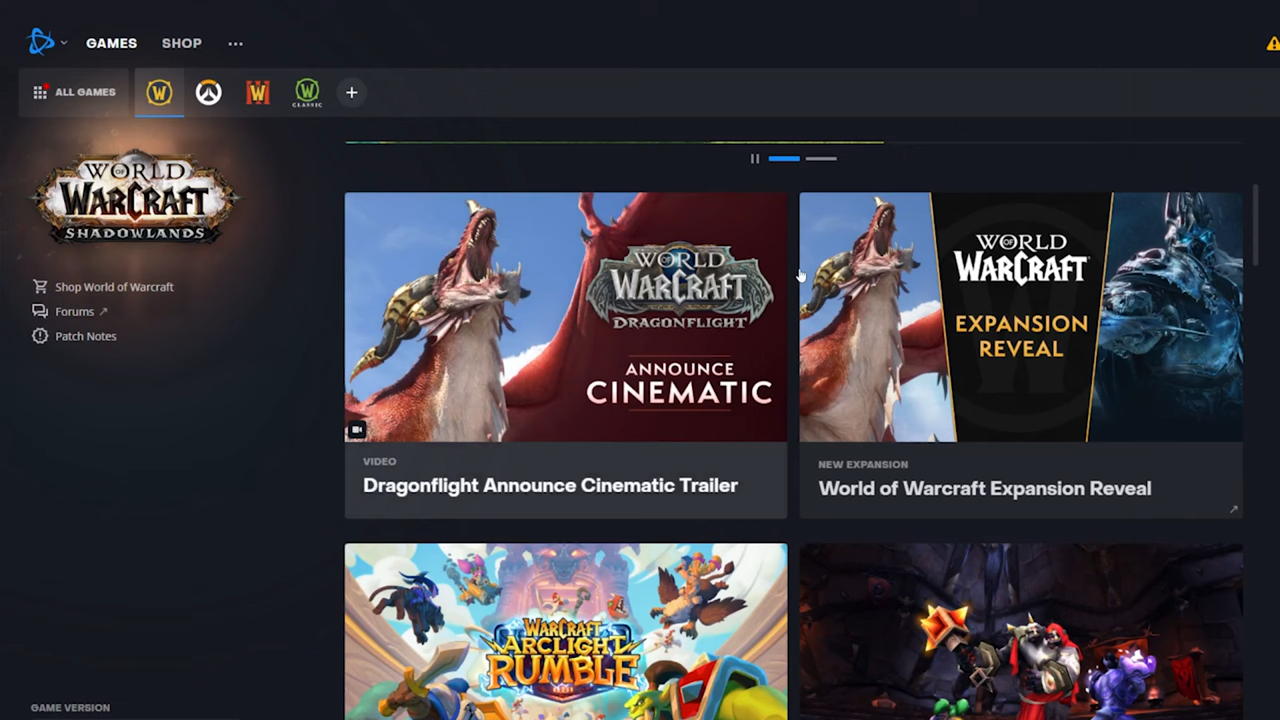 GAMES
SHOP
ALL GAMES
W
W
W
CLASSIC
WORLD
OF
WARCRAFT
SHADOWLANDS
Shop World of Warcraft
Forums
Patch Notes
GAME VERSION
WORLD
OF
WARCRAFT
DRAGONFLIGHT
ANNOUNCE
CINEMATIC
VIDEO
Dragonflight Announce Cinematic Trailer
WORLD
OF
WARCRAFT
EXPANSION
REVEAL
NEW EXPANSION
World of Warcraft Expansion Reveal
WARCRAFT
ARCLIGHT
RUMBLE